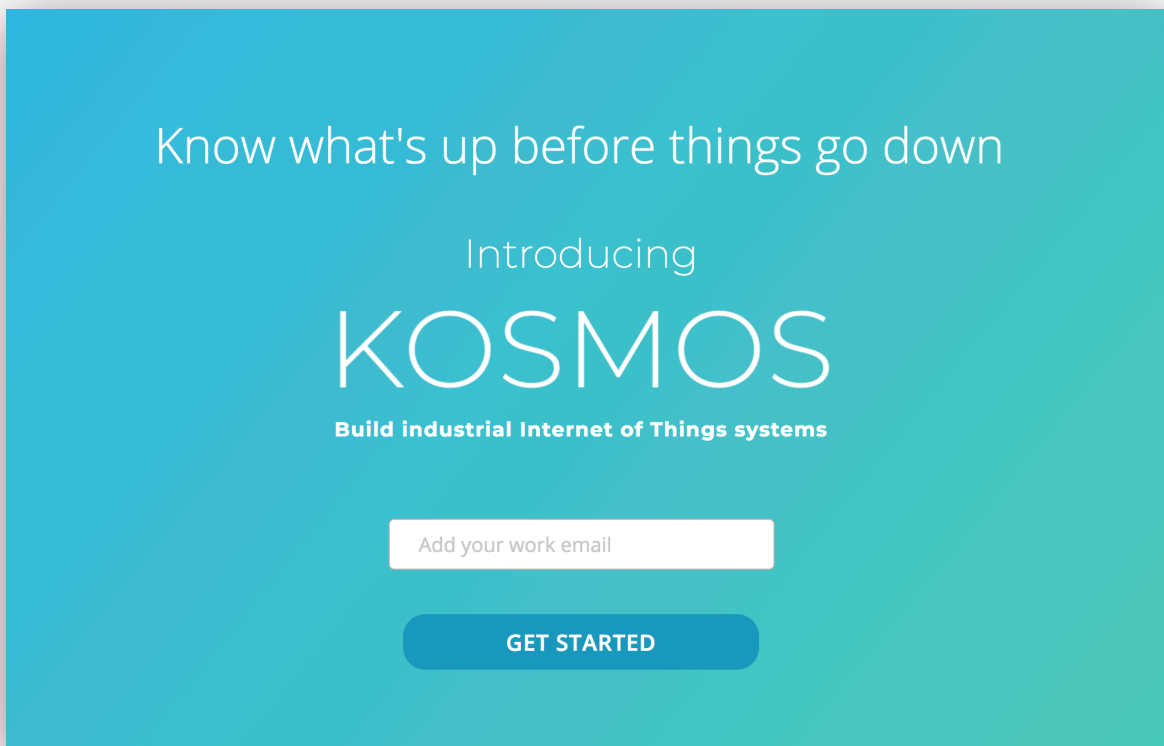 Know what's up before things go down
Introducing
KOSMOS
Build industrial Internet of Things systems
Add your work email
GET STARTED